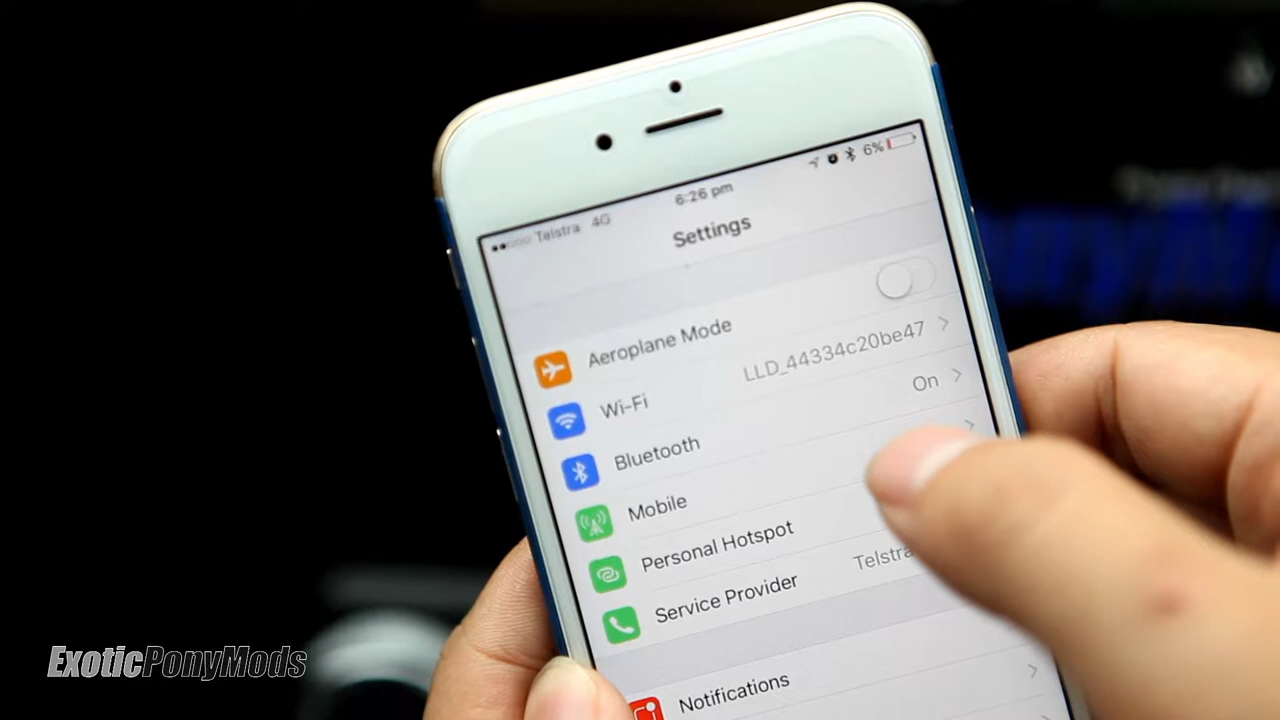 Telstra 4G
6:26 pm
6%
Settings
Aeroplane Mode
Wi-Fi
LLD_44334c20be47
Bluetooth
On
Mobile
Personal Hotspot
Service Provider
Telstra
Notifications
ExoticPonyMods